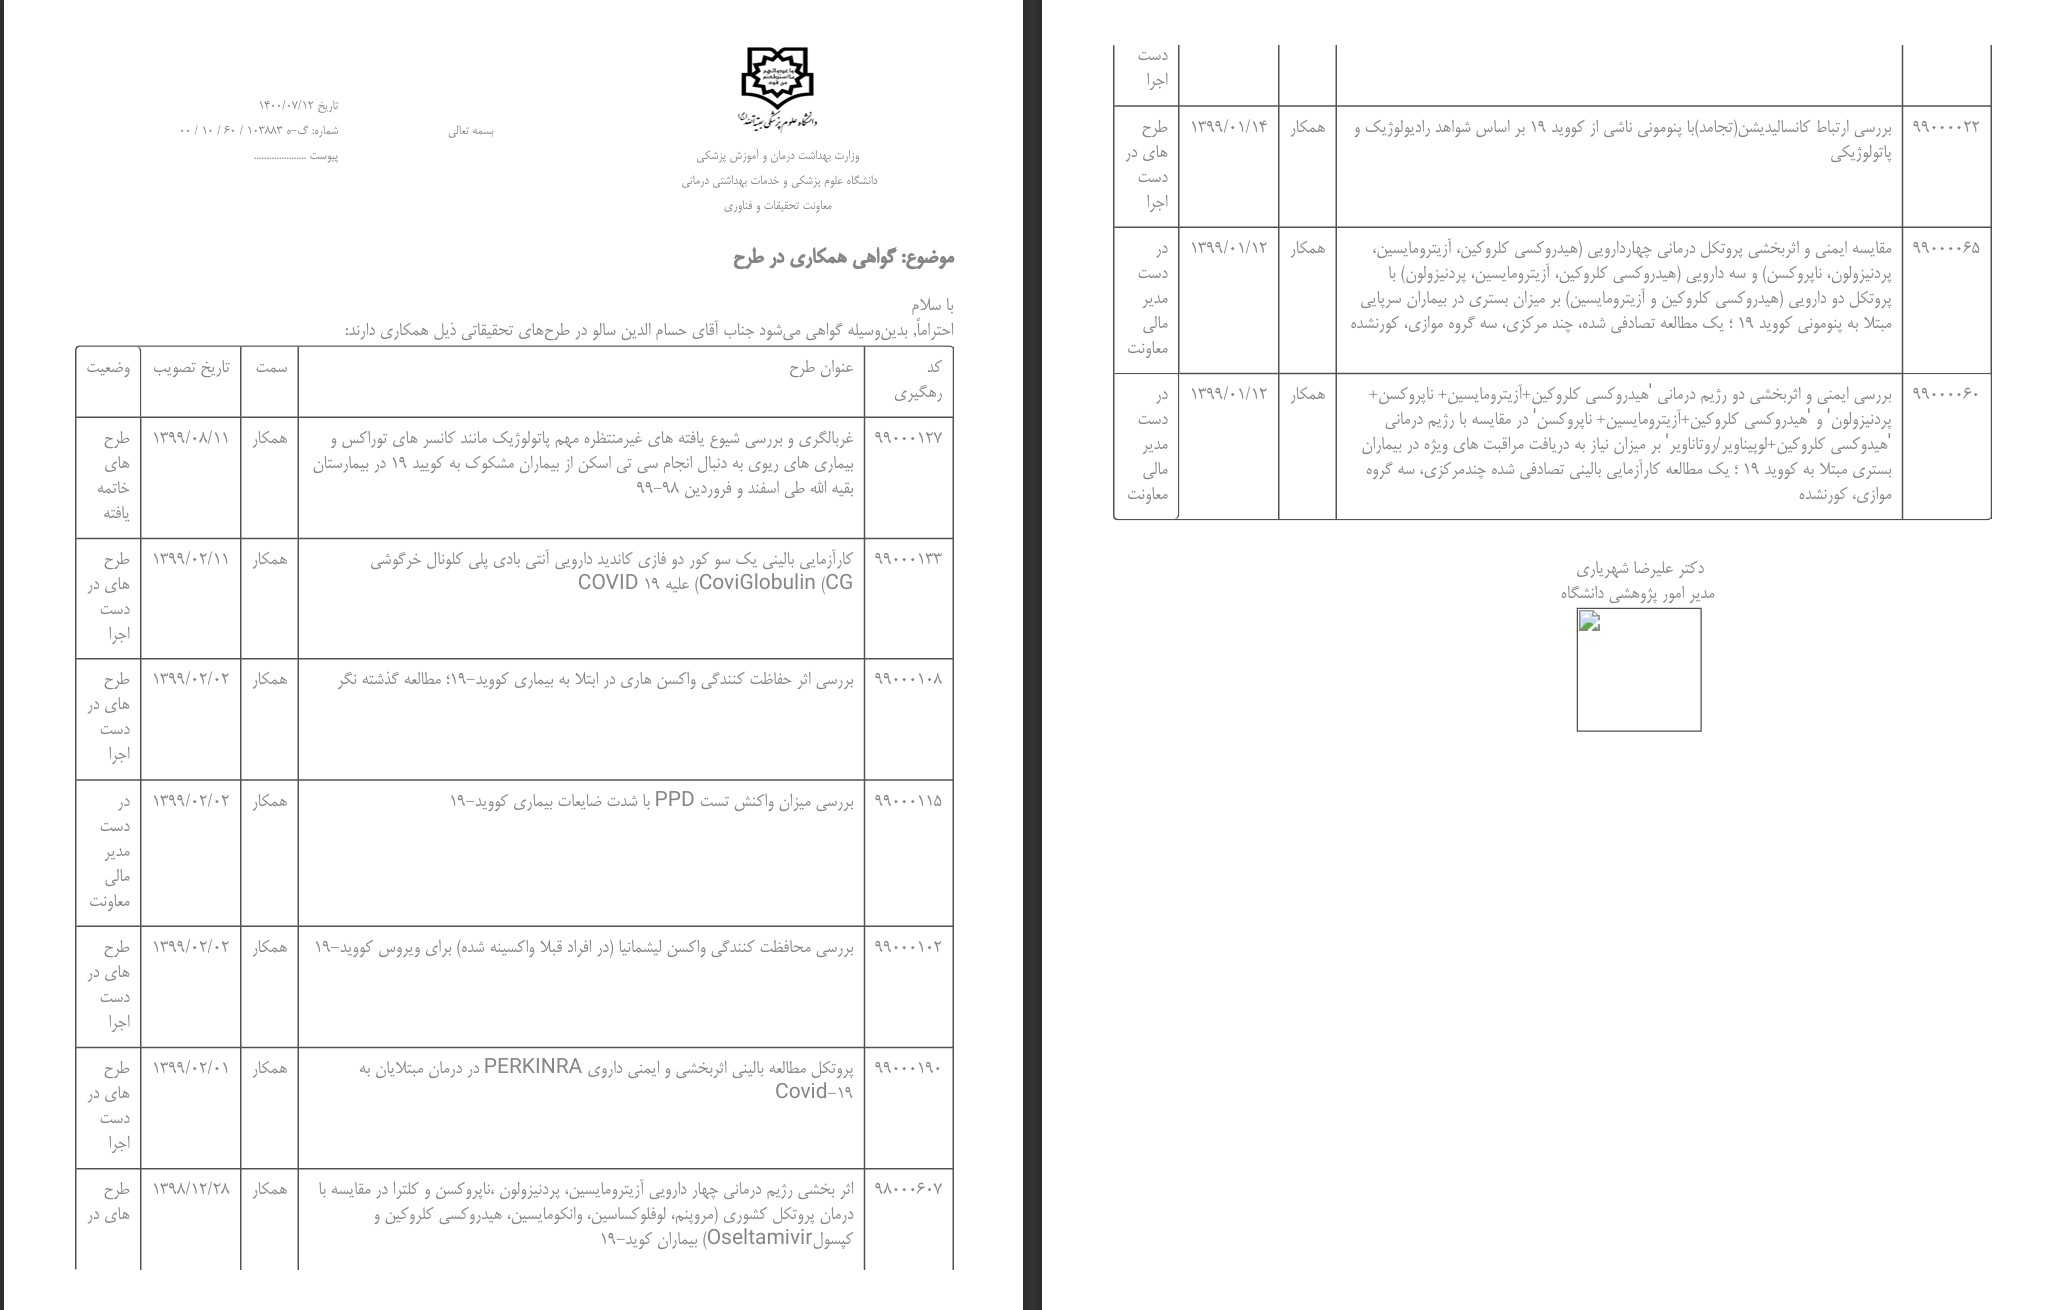 دانشگاه علوم پزشکی بقیة الله
وزارت بهداشت درمان و آموزش پزشکی
دانشگاه علوم پزشکی و خدمات بهداشتی درمانی
معاونت تحقیقات و فناوری
بسمه تعالی
تاریخ ۱۴۰۰/۰۷/۱۲
شماره: گ-ه ۱۰۳۸۸۳ / ۶۰ / ۱۰ / ۰۰
پیوست .....................
موضوع: گواهی همکاری در طرح
با سلام
احتراماً, بدین‌وسیله گواهی می‌شود جناب آقای حسام الدین سالو در طرح‌های تحقیقاتی ذیل همکاری دارند:
کد
رهگیری
عنوان طرح
سمت
تاریخ تصویب
وضعیت
۹۹۰۰۰۱۲۷
غربالگری و بررسی شیوع یافته های غیرمنتظره مهم پاتولوژیک مانند کانسر های توراکس و
بیماری های ریوی به دنبال انجام سی تی اسکن از بیماران مشکوک به کویید ۱۹ در بیمارستان
بقیه الله طی اسفند و فروردین ۹۸-۹۹
همکار
۱۳۹۹/۰۸/۱۱
طرح
های
خاتمه
یافته
۹۹۰۰۰۱۳۳
کارآزمایی بالینی یک سو کور دو فازی کاندید دارویی آنتی بادی پلی کلونال خرگوشی
CoviGlobulin (CG) علیه COVID ۱۹
همکار
۱۳۹۹/۰۲/۱۱
طرح
های در
دست
اجرا
۹۹۰۰۰۱۰۸
بررسی اثر حفاظت کنندگی واکسن هاری در ابتلا به بیماری کووید-۱۹؛ مطالعه گذشته نگر
همکار
۱۳۹۹/۰۲/۰۲
طرح
های در
دست
اجرا
۹۹۰۰۰۱۱۵
بررسی میزان واکنش تست PPD با شدت ضایعات بیماری کووید-۱۹
همکار
۱۳۹۹/۰۲/۰۲
در
دست
مدیر
مالی
معاونت
۹۹۰۰۰۱۰۲
بررسی محافظت کنندگی واکسن لیشمانیا (در افراد قبلا واکسینه شده) برای ویروس کووید-۱۹
همکار
۱۳۹۹/۰۲/۰۲
طرح
های در
دست
اجرا
۹۹۰۰۰۱۹۰
پروتکل مطالعه بالینی اثربخشی و ایمنی داروی PERKINRA در درمان مبتلایان به
Covid-۱۹
همکار
۱۳۹۹/۰۲/۰۱
طرح
های در
دست
اجرا
۹۸۰۰۰۶۰۷
اثر بخشی رژیم درمانی چهار دارویی آزیترومایسین، پردنیزولون ،ناپروکسن و کلترا در مقایسه با
درمان پروتکل کشوری (مروپنم، لوفلوکساسین، وانکومایسین، هیدروکسی کلروکین و
کپسولOseltamivir) بیماران کوید-۱۹
همکار
۱۳۹۸/۱۲/۲۸
طرح
های در
دست
اجرا
۹۹۰۰۰۰۲۲
بررسی ارتباط کانسالیدیشن(تجامد)با پنومونی ناشی از کووید ۱۹ بر اساس شواهد رادیولوژیک و
پاتولوژیکی
همکار
۱۳۹۹/۰۱/۱۴
طرح
های در
دست
اجرا
۹۹۰۰۰۰۶۵
مقایسه ایمنی و اثربخشی پروتکل درمانی چهاردارویی (هیدروکسی کلروکین، آزیترومایسین،
پردنیزولون، ناپروکسن) و سه دارویی (هیدروکسی کلروکین، آزیترومایسین، پردنیزولون) با
پروتکل دو دارویی (هیدروکسی کلروکین و آزیترومایسین) بر میزان بستری در بیماران سرپایی
مبتلا به پنومونی کووید ۱۹ ؛ یک مطالعه تصادفی شده، چند مرکزی، سه گروه موازی، کورنشده
همکار
۱۳۹۹/۰۱/۱۲
در
دست
مدیر
مالی
معاونت
۹۹۰۰۰۰۶۰
بررسی ایمنی و اثربخشی دو رژیم درمانی 'هیدروکسی کلروکین+آزیترومایسین+ ناپروکسن+
پردنیزولون' و 'هیدروکسی کلروکین+آزیترومایسین+ ناپروکسن' در مقایسه با رژیم درمانی
'هیدوکسی کلروکین+لوپیناویر/روتاناویر' بر میزان نیاز به دریافت مراقبت های ویژه در بیماران
بستری مبتلا به کووید ۱۹ ؛ یک مطالعه کارآزمایی بالینی تصادفی شده چندمرکزی، سه گروه
موازی، کورنشده
همکار
۱۳۹۹/۰۱/۱۲
در
دست
مدیر
مالی
معاونت
دکتر علیرضا شهریاری
مدیر امور پژوهشی دانشگاه